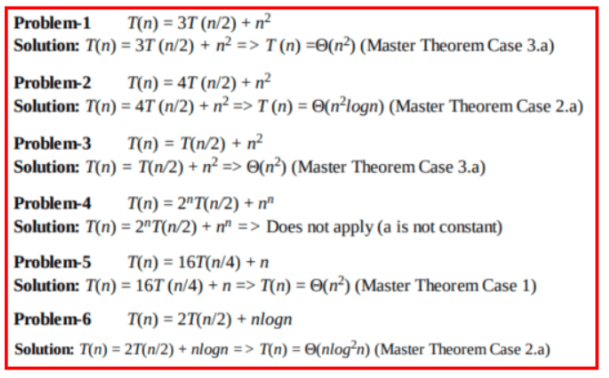 Problem-1 T(n) = 3T (n/2) + n²
Solution: T(n) = 3T (n/2) + n² => T (n) =Θ(n²) (Master Theorem Case 3.a)
Problem-2 T(n) = 4T (n/2) + n²
Solution: T(n) = 4T (n/2) + n² => T (n) = Θ(n²logn) (Master Theorem Case 2.a)
Problem-3 T(n) = T(n/2) + n²
Solution: T(n) = T(n/2) + n² => Θ(n²) (Master Theorem Case 3.a)
Problem-4 T(n) = 2ⁿT(n/2) + nⁿ
Solution: T(n) = 2ⁿT(n/2) + nⁿ => Does not apply (a is not constant)
Problem-5 T(n) = 16T(n/4) + n
Solution: T(n) = 16T (n/4) + n => T(n) = Θ(n²) (Master Theorem Case 1)
Problem-6 T(n) = 2T(n/2) + nlogn
Solution: T(n) = 2T(n/2) + nlogn => T(n) = Θ(nlog²n) (Master Theorem Case 2.a)